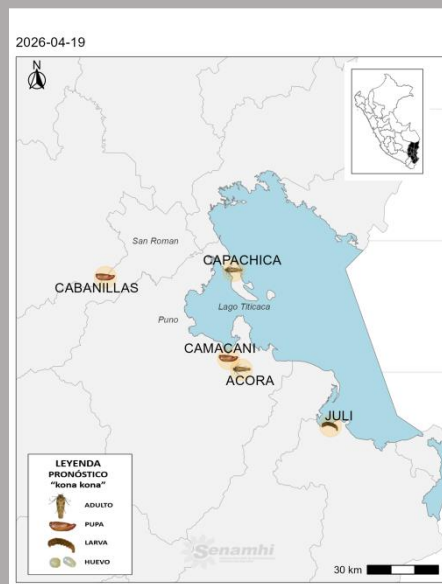 2026-04-19
N
San Roman
CAPACHICA
CABANILLAS
Lago Titicaca
Puno
CAMACANI
ACORA
JULI
LEYENDA
PRONÓSTICO
"kona kona"
ADULTO
PUPA
LARVA
HUEVO
Senamhi
30 km